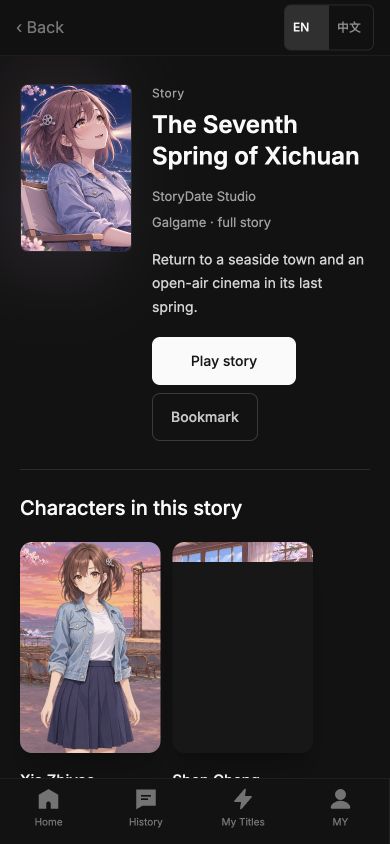 ‹ Back
EN 中文
Story
The Seventh
Spring of Xichuan
StoryDate Studio
Galgame · full story
Return to a seaside town and an
open-air cinema in its last
spring.
Play story
Bookmark
Characters in this story
Home
History
My Titles
MY